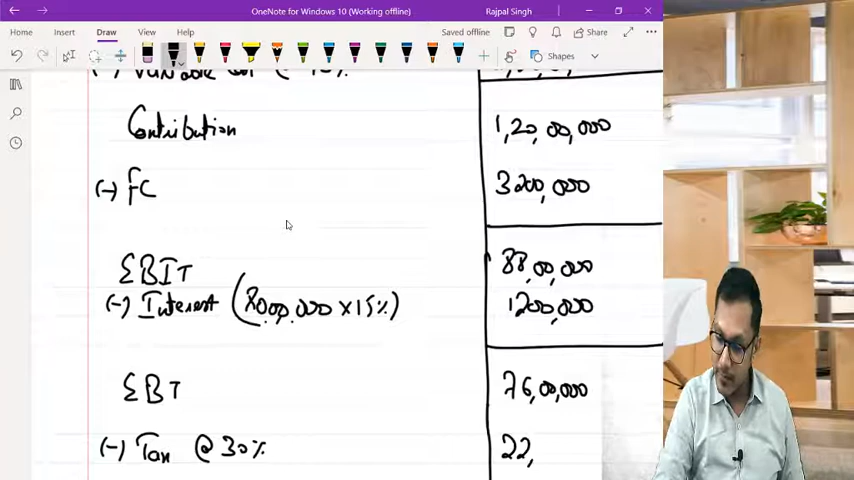 OneNote for Windows 10 (Working offline)
Rajpal Singh
Home Insert Draw View Help
Saved offline Share
Shapes
Contribution 1,20,00,000
(-) FC 3200,000
EBIT 88,00,000
(-) Interest (8000,000 x 15%) 1200,000
EBT 76,00,000
(-) Tax @ 30% 22,